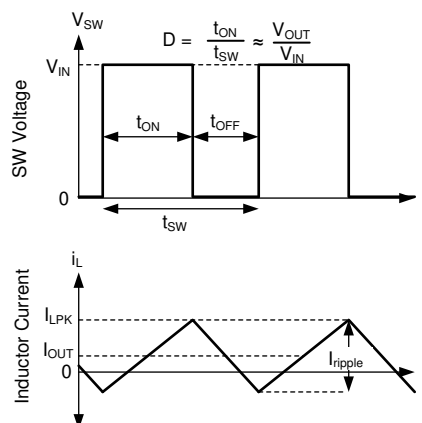 V_SW
D = t_ON / t_SW ≈ V_OUT / V_IN
V_IN
SW Voltage
t_ON
t_OFF
0
t_SW
i_L
Inductor Current
I_LPK
I_OUT
0
I_ripple